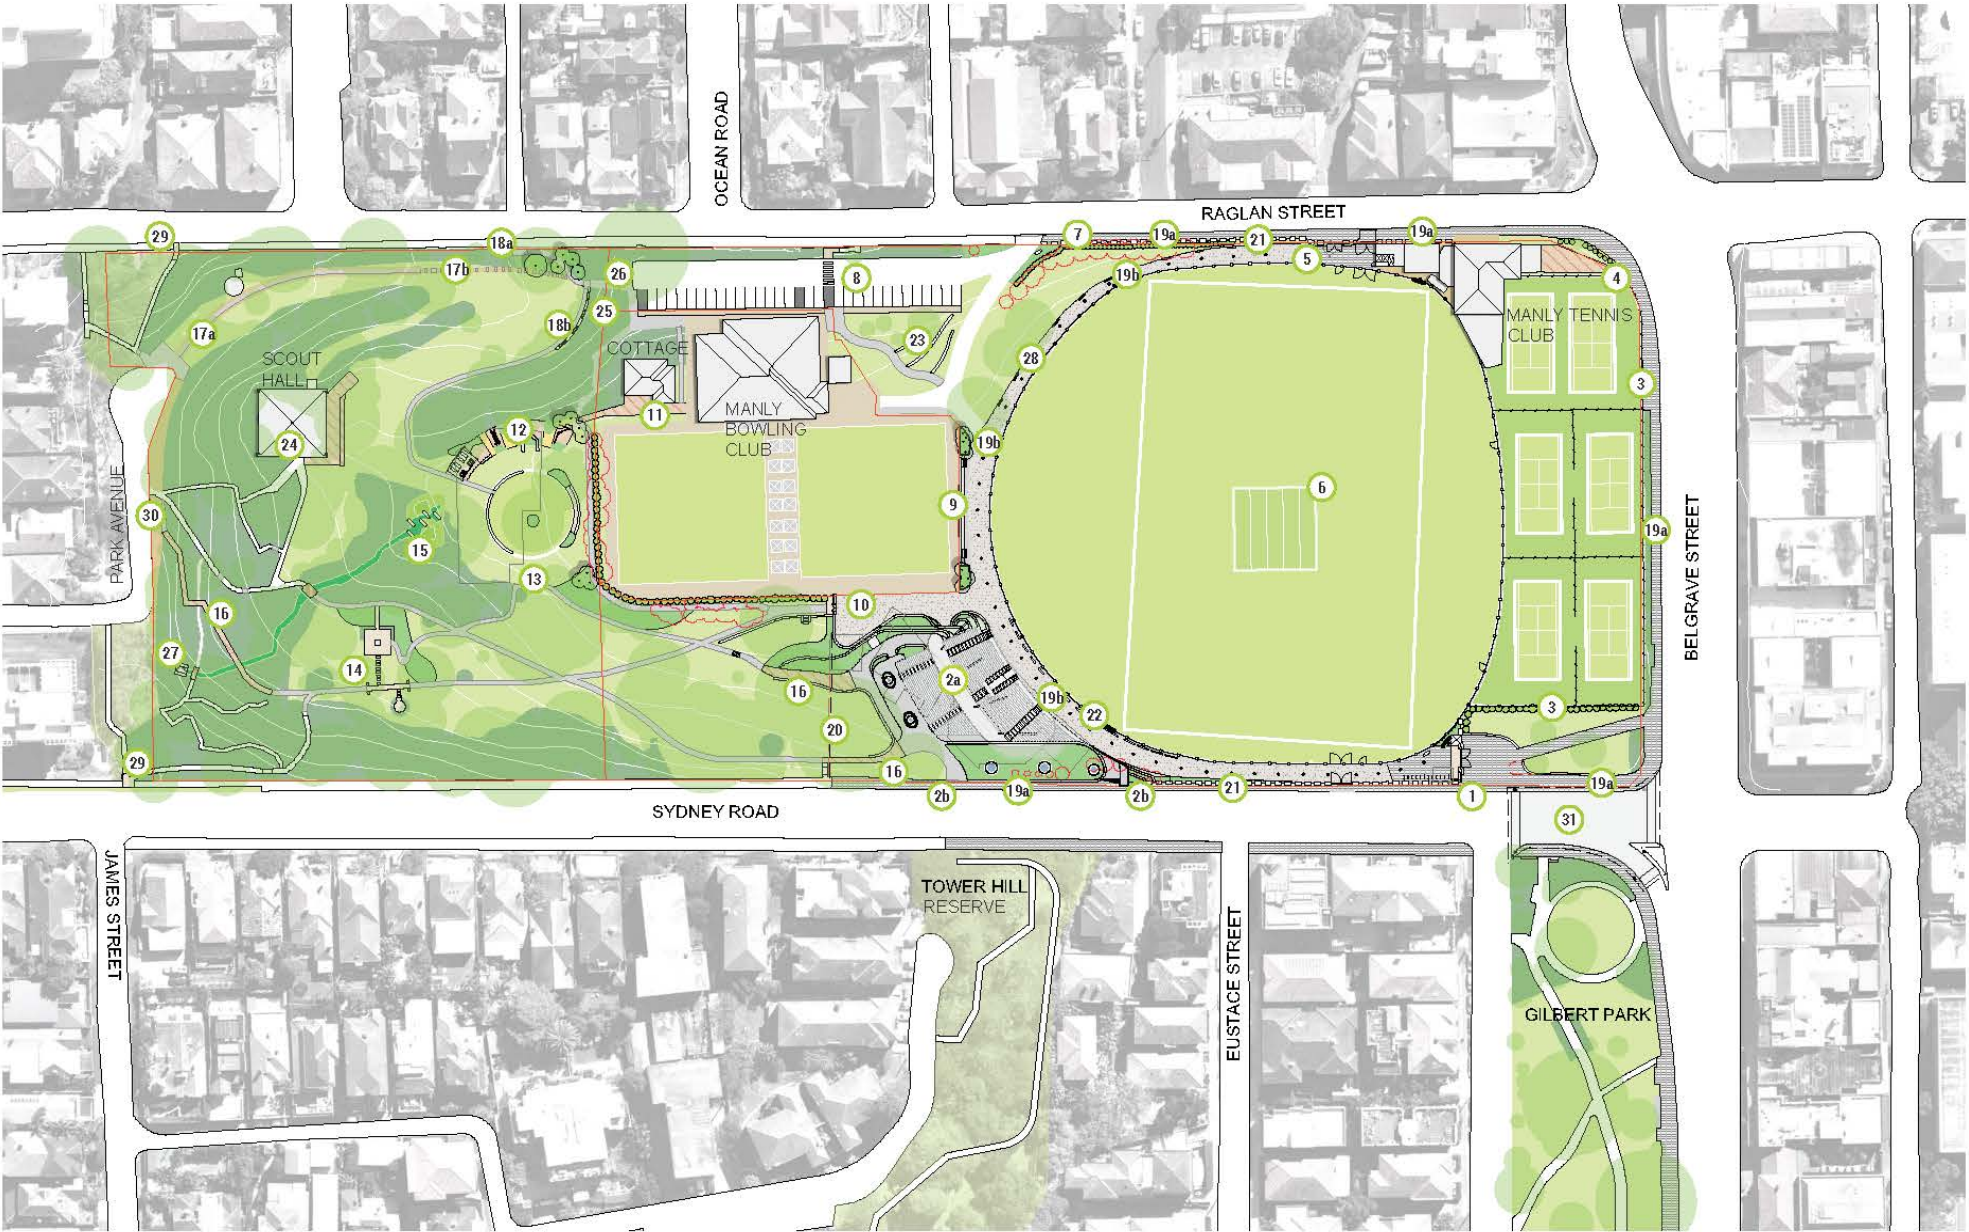 OCEAN ROAD
RAGLAN STREET
29
18a
7
19a
21
19a
17b
26
8
19b
5
4
17a
18b
25
23
MANLY TENNIS
CLUB
SCOUT
HALL
COTTAGE
28
3
11
MANLY
BOWLING
CLUB
24
12
19b
6
9
PARK AVENUE
30
15
19a
BELGRAVE STREET
13
16
10
27
14
16
2a
19b
22
3
20
29
16
2b
19a
2b
21
1
19a
SYDNEY ROAD
31
JAMES STREET
TOWER HILL
RESERVE
EUSTACE STREET
GILBERT PARK